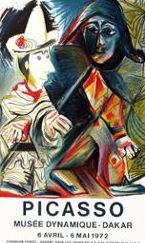 PICASSO
MUSÉE DYNAMIQUE - DAKAR
6 AVRIL - 6 MAI 1972